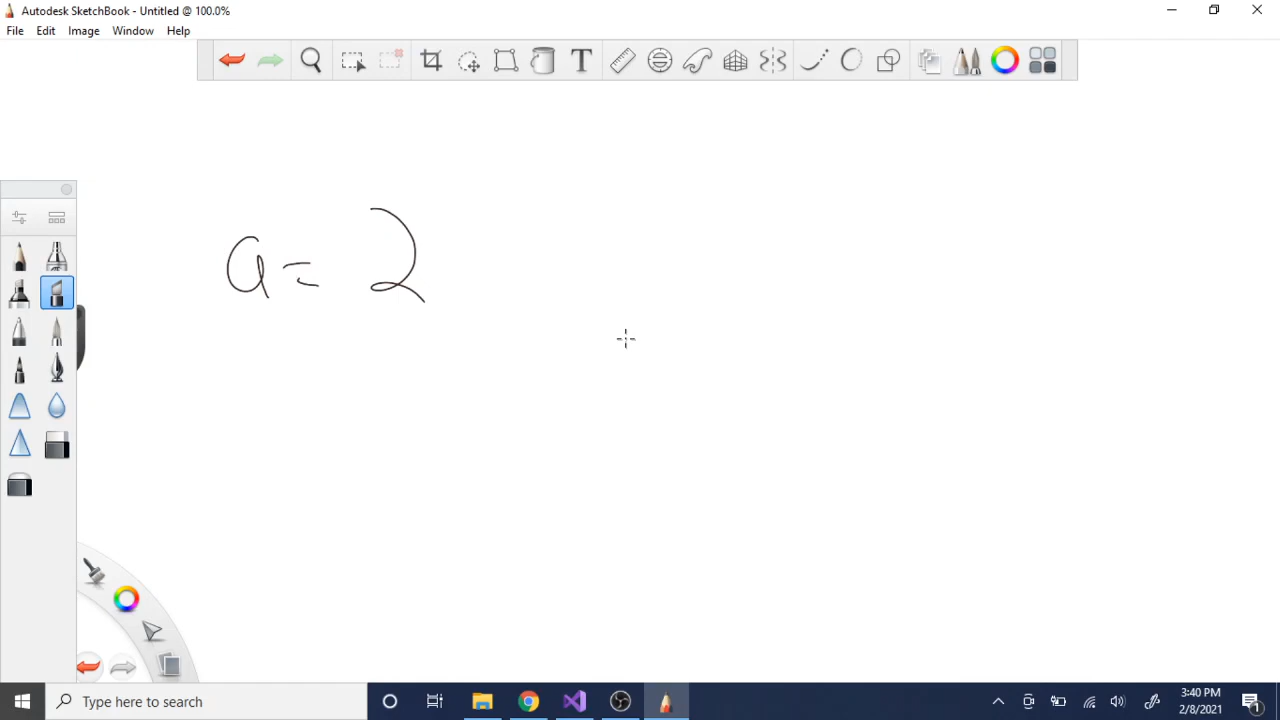 Autodesk SketchBook - Untitled @ 100.0%
File Edit Image Window Help
T
a = 2
Type here to search
3:40 PM
2/8/2021
1